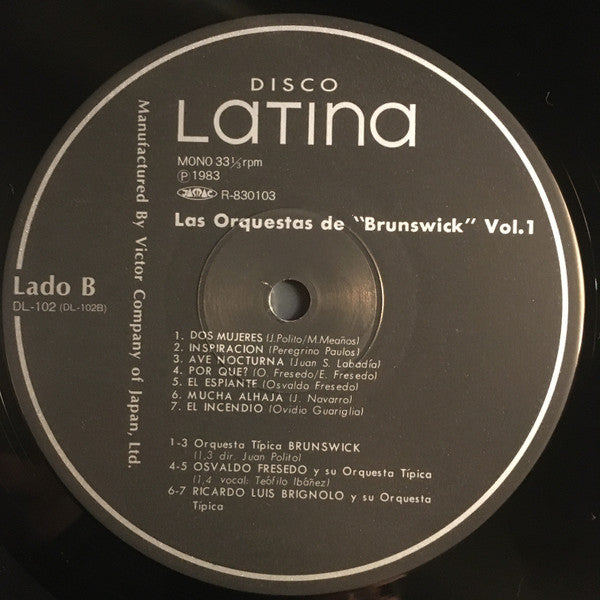 DISCO
LATINA
MONO 33⅓rpm
Ⓟ1983
JASRAC R-830103
Las Orquestas de "Brunswick" Vol.1
Lado B
DL-102 (DL-102B)
Manufactured By Victor Company of Japan, Ltd.
1. DOS MUJERES (J.Polito/M.Meaños)
2. INSPIRACION (Peregrino Paulos)
3. AVE NOCTURNA (Juan S. Labadía)
4. POR QUE? (O. Fresedo/E. Fresedo)
5. EL ESPIANTE (Osvaldo Fresedo)
6. MUCHA ALHAJA (J. Navarro)
7. EL INCENDIO (Ovidio Guariglia)
1-3 Orquesta Típica BRUNSWICK
(1,3 dir. Juan Polito)
4-5 OSVALDO FRESEDO y su Orquesta Típica
(1,4 vocal: Teófilo Ibáñez)
6-7 RICARDO LUIS BRIGNOLO y su Orquesta
Típica